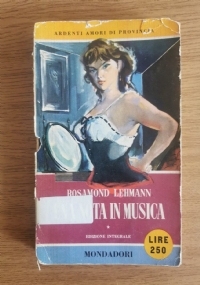 ARDENTI AMORI DI PROVINCIA
ROSAMOND LEHMANN
IN MUSICA
EDIZIONE INTEGRALE
LIRE
250
MONDADORI